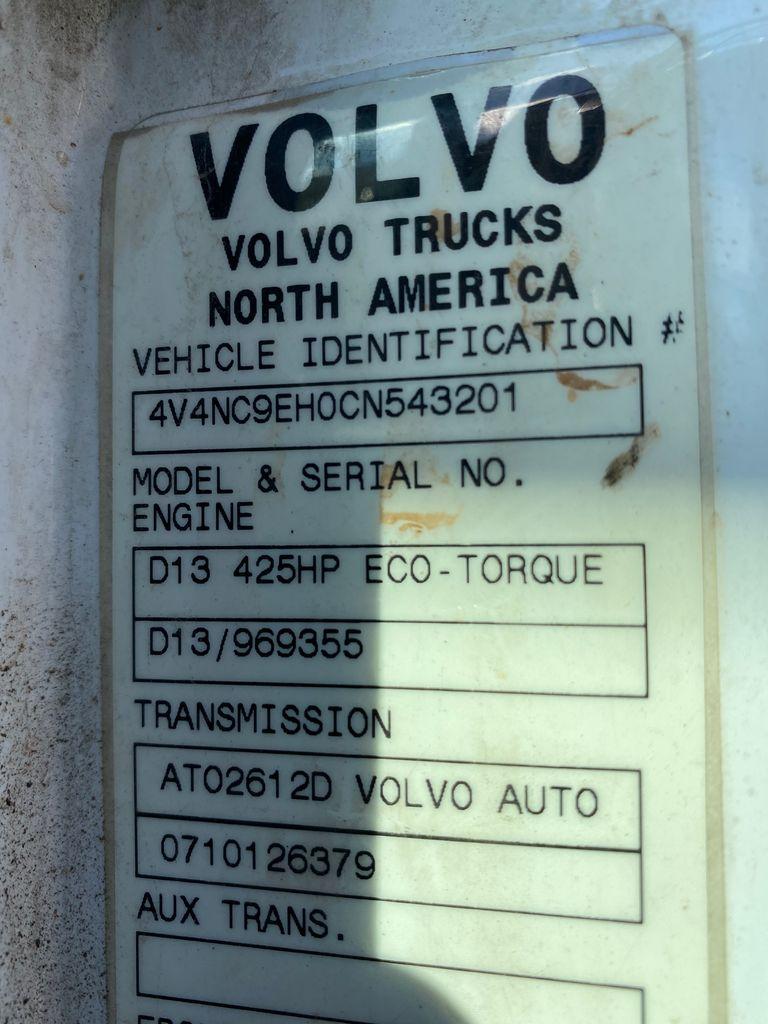 VOLVO
VOLVO TRUCKS
NORTH AMERICA
VEHICLE IDENTIFICATION #
4V4NC9EH0CN543201
MODEL & SERIAL NO.
ENGINE
D13 425HP ECO-TORQUE
D13/969355
TRANSMISSION
ATO2612D VOLVO AUTO
0710126379
AUX TRANS.